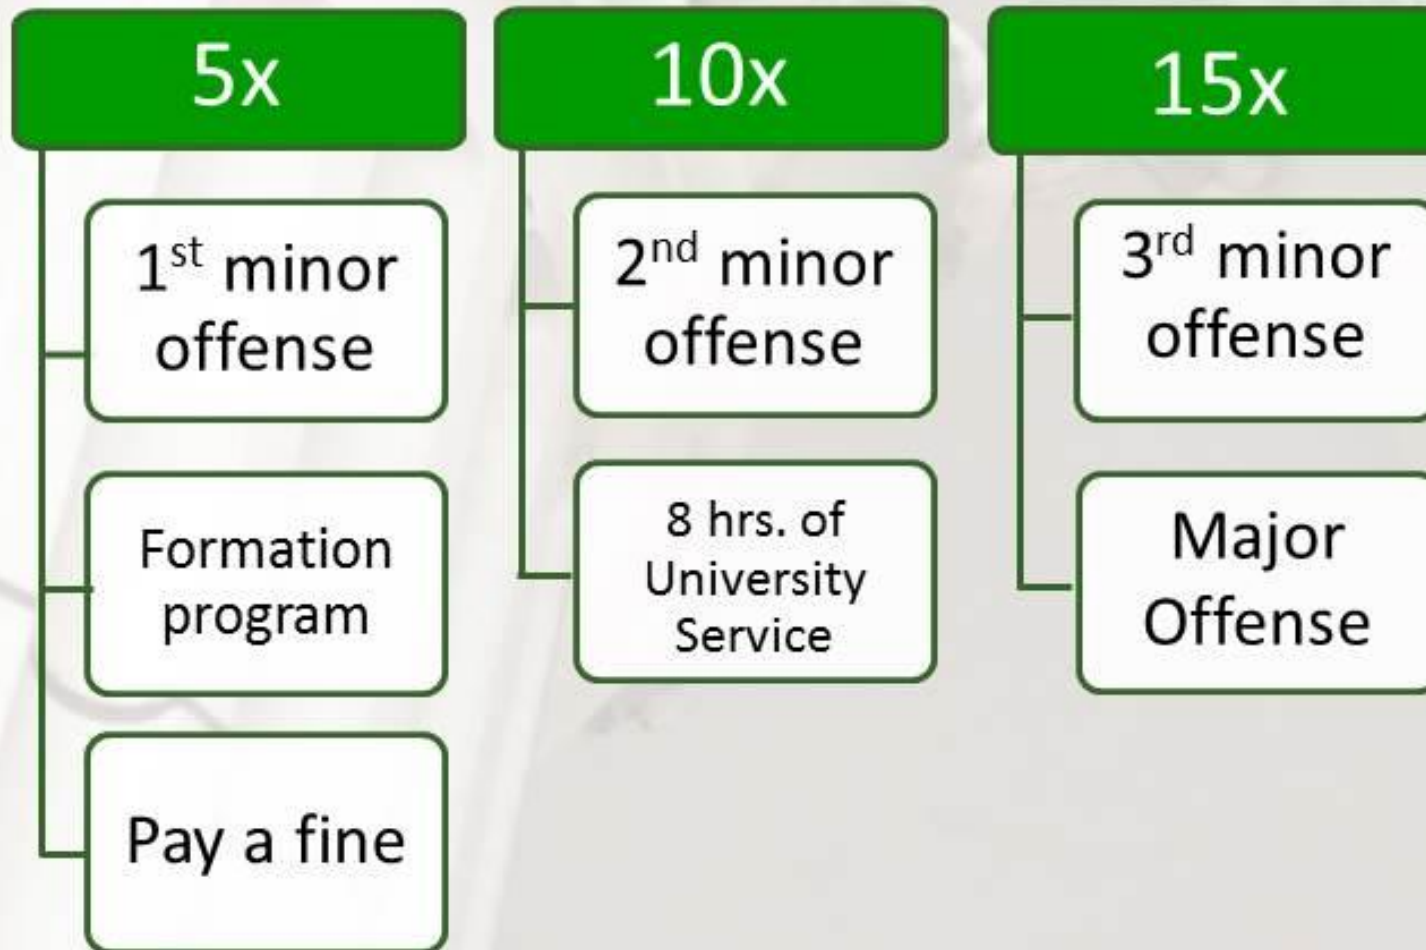 5x
1st minor
offense
Formation
program
Pay a fine
10x
2nd minor
offense
8 hrs. of
University
Service
15x
3rd minor
offense
Major
Offense